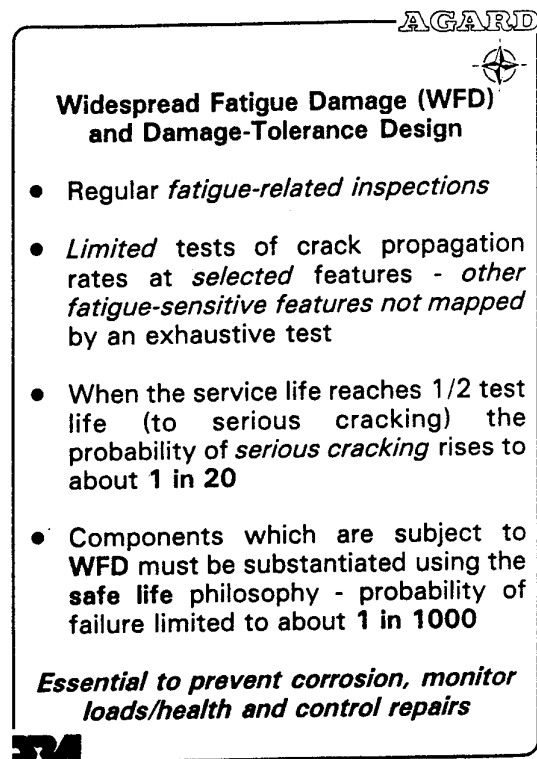 AGARD
Widespread Fatigue Damage (WFD)
and Damage-Tolerance Design
● Regular fatigue-related inspections
● Limited tests of crack propagation
rates at selected features - other
fatigue-sensitive features not mapped
by an exhaustive test
● When the service life reaches 1/2 test
life (to serious cracking) the
probability of serious cracking rises to
about 1 in 20
● Components which are subject to
WFD must be substantiated using the
safe life philosophy - probability of
failure limited to about 1 in 1000
Essential to prevent corrosion, monitor
loads/health and control repairs